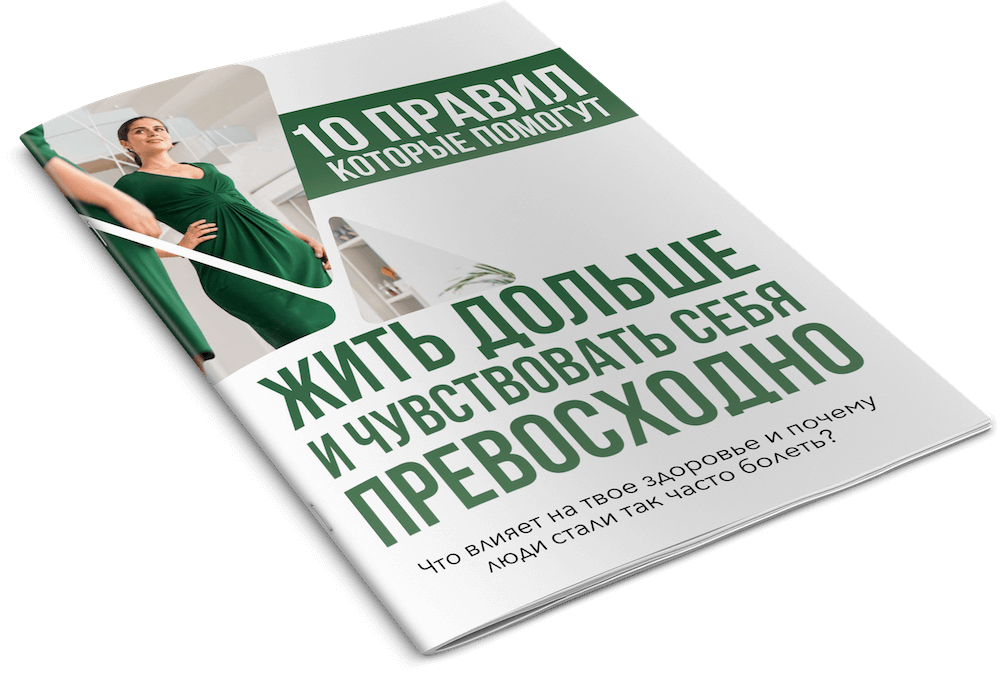 10 ПРАВИЛ
КОТОРЫЕ ПОМОГУТ
ЖИТЬ ДОЛЬШЕ
И ЧУВСТВОВАТЬ СЕБЯ
ПРЕВОСХОДНО
Что влияет на твое здоровье и почему
люди стали так часто болеть?